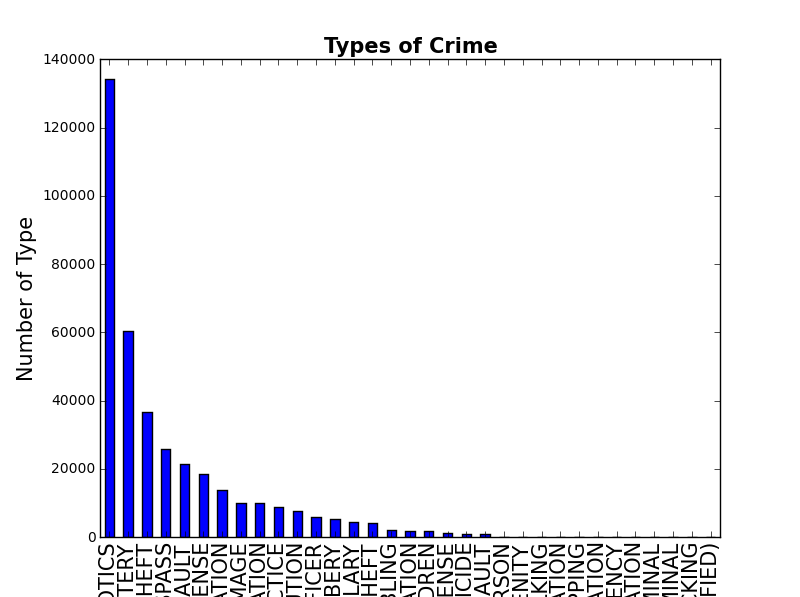 Types of Crime
Number of Type
140000
120000
100000
80000
60000
40000
20000
0
OTICS
TERY
HEFT
PASS
AULT
ENSE
ATION
MAGE
ATION
CTICE
TION
FICER
BERY
LARY
HEFT
BLING
ATION
DREN
ENSE
ICIDE
AULT
RSON
ENITY
KING
ATION
PPING
ATION
ENCY
ATION
MINAL
MINAL
CKING
FIED)